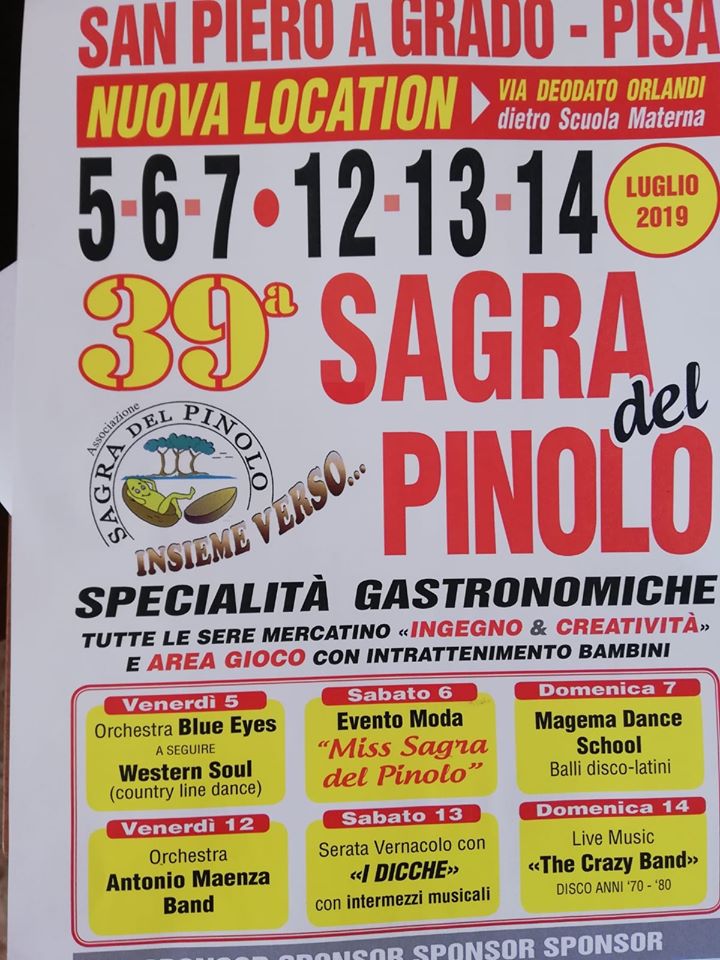 SAN PIERO A GRADO - PISA
NUOVA LOCATION
VIA DEODATO ORLANDI
dietro Scuola Materna
5-6-7•12-13-14
LUGLIO
2019
39a SAGRA
del
PINOLO
Associazione
SAGRA DEL PINOLO
INSIEME VERSO...
SPECIALITÀ GASTRONOMICHE
TUTTE LE SERE MERCATINO «INGEGNO & CREATIVITÀ»
E AREA GIOCO CON INTRATTENIMENTO BAMBINI
Venerdì 5
Orchestra Blue Eyes
A SEGUIRE
Western Soul
(country line dance)
Sabato 6
Evento Moda
"Miss Sagra
del Pinolo"
Domenica 7
Magema Dance
School
Balli disco-latini
Venerdì 12
Orchestra
Antonio Maenza
Band
Sabato 13
Serata Vernacolo con
«I DICCHE»
con intermezzi musicali
Domenica 14
Live Music
«The Crazy Band»
DISCO ANNI '70 - '80
SPONSOR SPONSOR SPONSOR SPONSOR